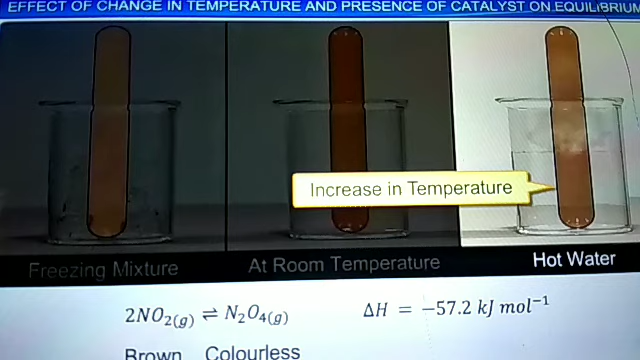 EFFECT OF CHANGE IN TEMPERATURE AND PRESENCE OF CATALYST ON EQUILIBRIUM
Increase in Temperature
Freezing Mixture At Room Temperature Hot Water
2NO₂(g) ⇌ N₂O₄(g) ΔH = −57.2 kJ mol⁻¹
Brown Colourless